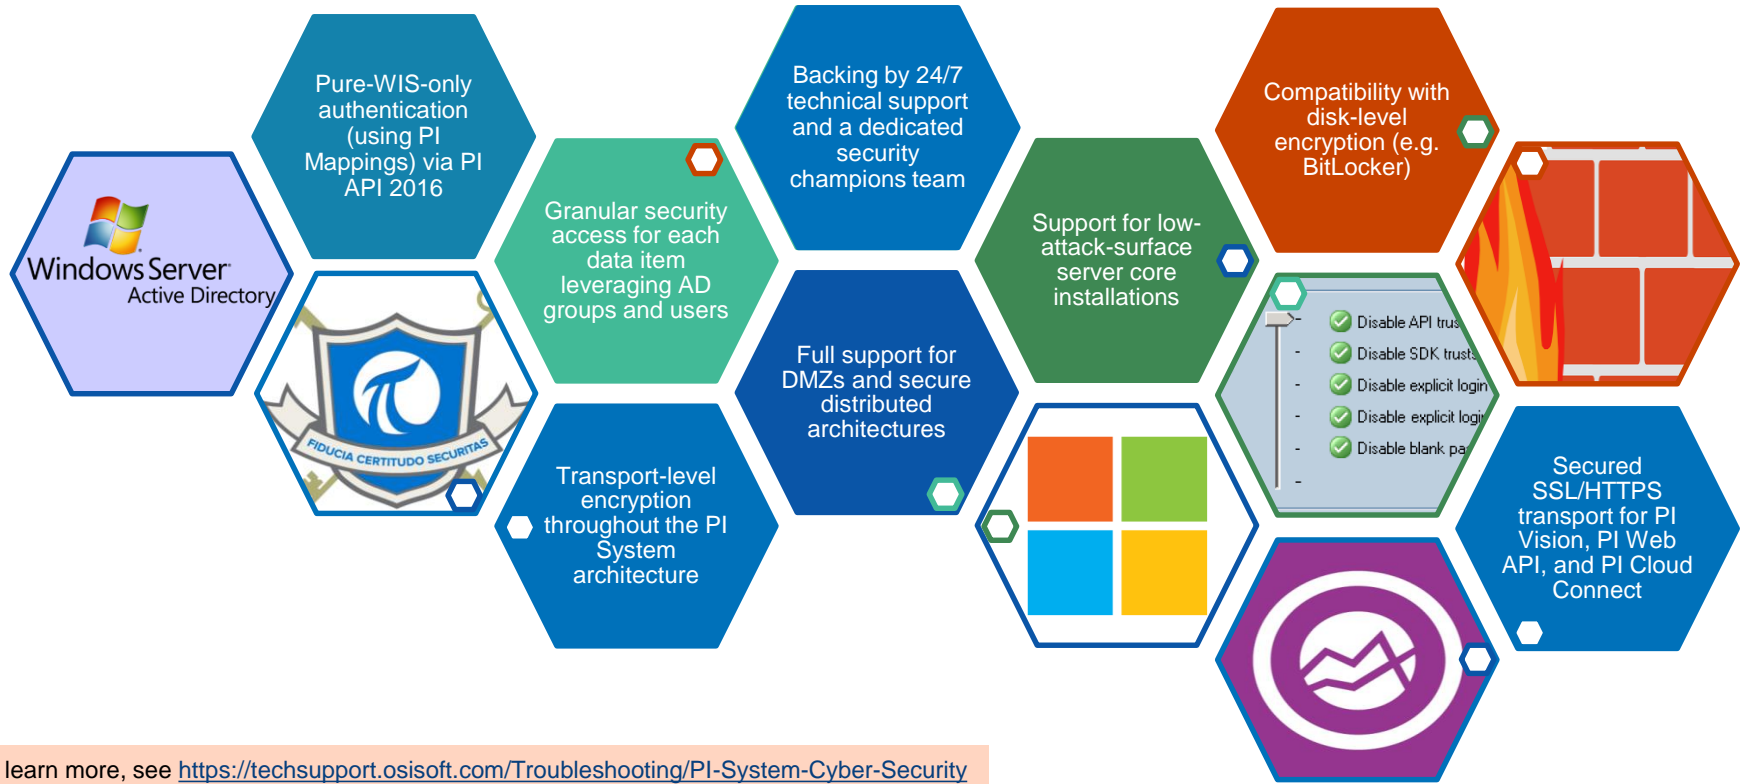 Pure-WIS-only
authentication
(using PI
Mappings) via PI
API 2016
Backing by 24/7
technical support
and a dedicated
security
champions team
Compatibility with
disk-level
encryption (e.g.
BitLocker)
Windows Server
Active Directory
Granular security
access for each
data item
leveraging AD
groups and users
Support for low-
attack-surface
server core
installations
FIDUCIA CERTITUDO SECURITAS
Full support for
DMZs and secure
distributed
architectures
Disable API trus
Disable SDK trusts
Disable explicit login
Disable explicit logi
Disable blank pa
Transport-level
encryption
throughout the PI
System
architecture
Secured
SSL/HTTPS
transport for PI
Vision, PI Web
API, and PI Cloud
Connect
learn more, see https://techsupport.osisoft.com/Troubleshooting/PI-System-Cyber-Security